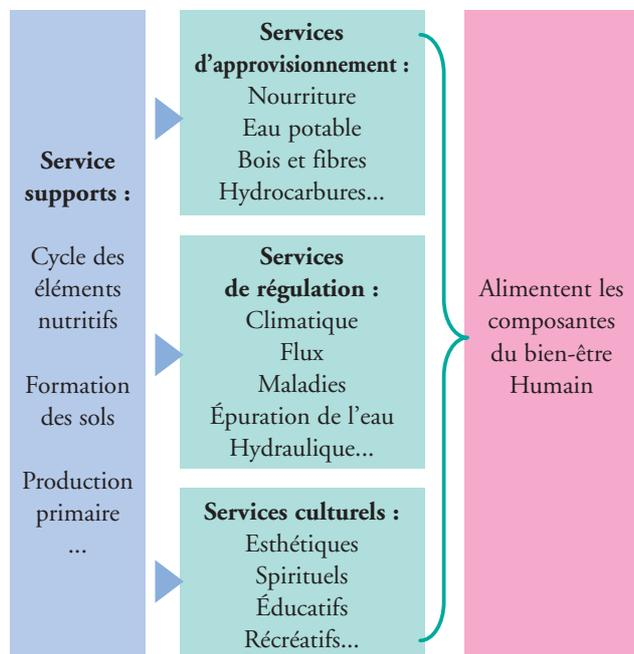 Service
supports :
Cycle des
éléments
nutritifs
Formation
des sols
Production
primaire
...
Services
d’approvisionnement :
Nourriture
Eau potable
Bois et fibres
Hydrocarbures...
Services
de régulation :
Climatique
Flux
Maladies
Épuration de l’eau
Hydraulique...
Services culturels :
Esthétiques
Spirituels
Éducatifs
Récréatifs...
Alimentent les
composantes
du bien-être
Humain